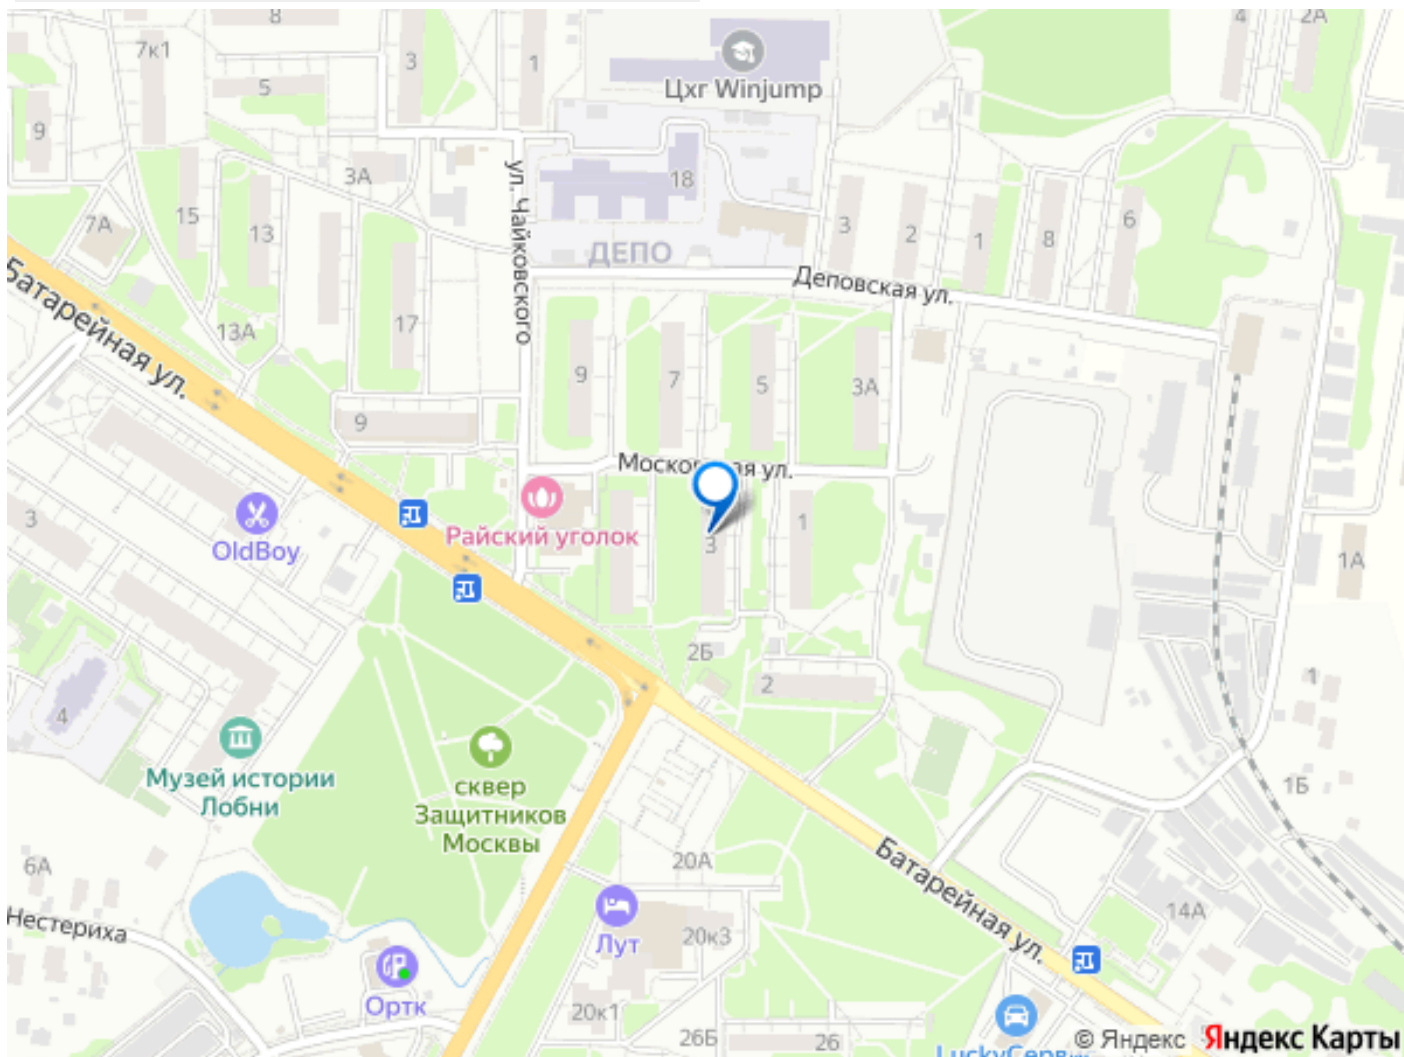 8
7к1
3
1
4
2А
5
Цхг Winjump
9
3А
18
15
13
7А
ул. Чайковского
3
2
1
8
6
ДЕПО
Деповская ул.
Батарейная ул.
13А
17
9
7
5
3А
9
Московская ул.
3
OldBoy
Райский уголок
3
1
1А
2Б
2
1
4
Музей истории
Лобни
сквер
Защитников
Москвы
1Б
6А
20А
Батарейная ул.
Нестериха
Лут
20к3
14А
Ортк
20к1
26Б
26
LuckyСерв...
© Яндекс Яндекс Карты